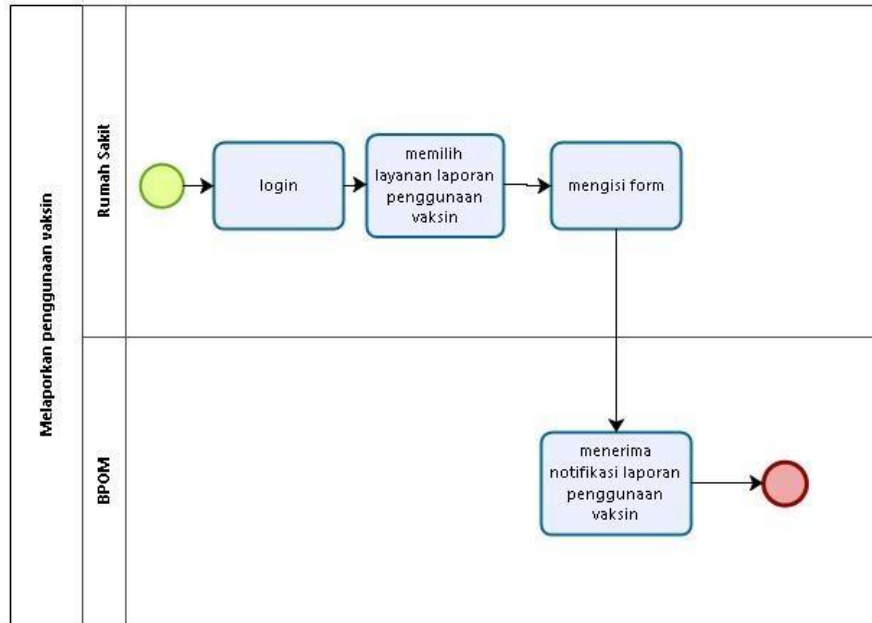 Melaporkan penggunaan vaksin
Rumah Sakit
login
memilih
layanan laporan
penggunaan
vaksin
mengisi form
BPOM
menerima
notifikasi laporan
penggunaan
vaksin